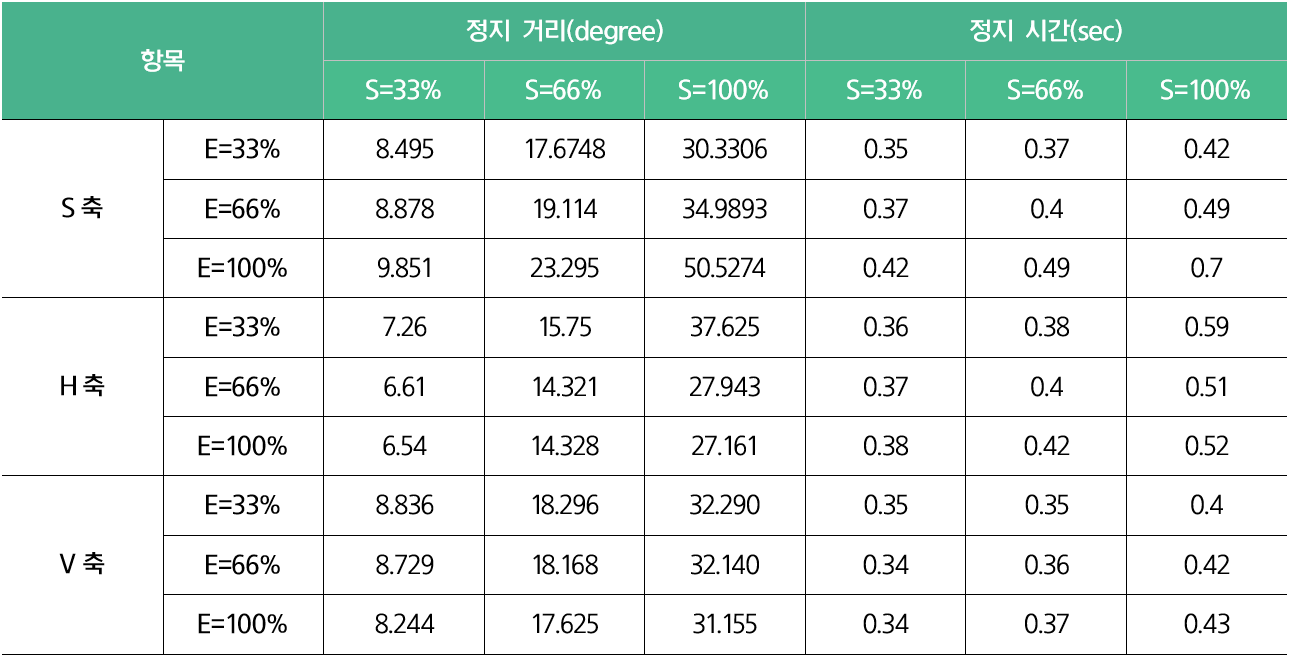 항목 정지 거리(degree) 정지 시간(sec)
S=33% S=66% S=100% S=33% S=66% S=100%
S 축 E=33% 8.495 17.6748 30.3306 0.35 0.37 0.42
E=66% 8.878 19.114 34.9893 0.37 0.4 0.49
E=100% 9.851 23.295 50.5274 0.42 0.49 0.7
H 축 E=33% 7.26 15.75 37.625 0.36 0.38 0.59
E=66% 6.61 14.321 27.943 0.37 0.4 0.51
E=100% 6.54 14.328 27.161 0.38 0.42 0.52
V 축 E=33% 8.836 18.296 32.290 0.35 0.35 0.4
E=66% 8.729 18.168 32.140 0.34 0.36 0.42
E=100% 8.244 17.625 31.155 0.34 0.37 0.43